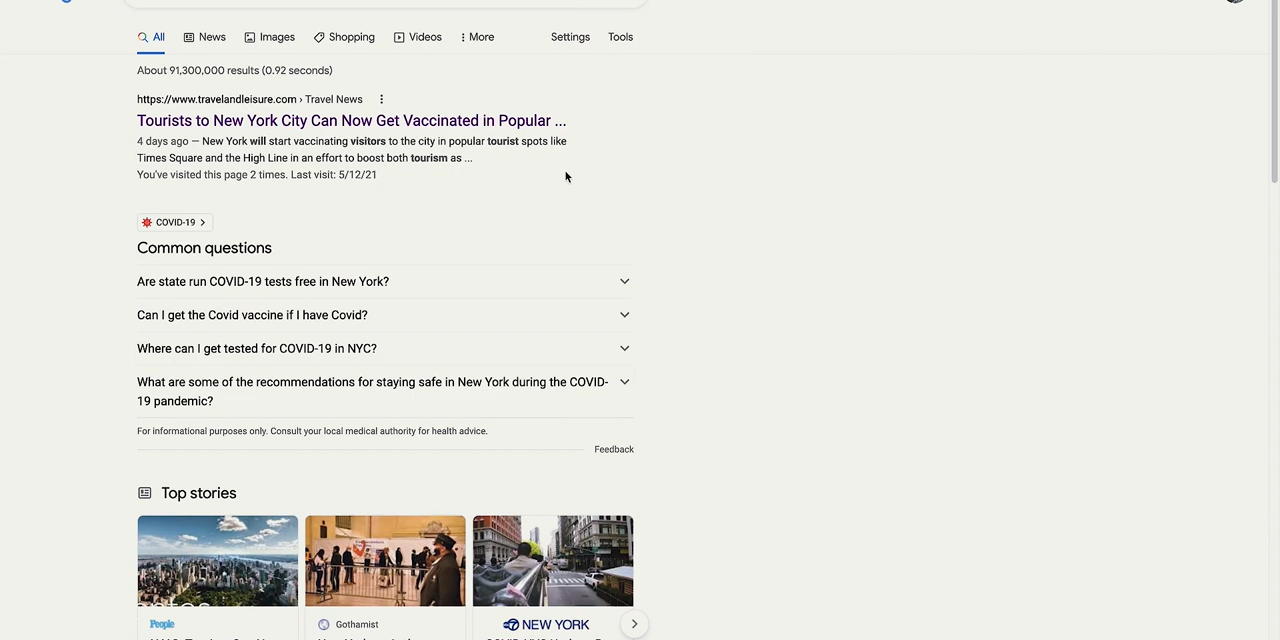 All News Images Shopping Videos More Settings Tools
About 91,300,000 results (0.92 seconds)
https://www.travelandleisure.com › Travel News
Tourists to New York City Can Now Get Vaccinated in Popular ...
4 days ago — New York will start vaccinating visitors to the city in popular tourist spots like
Times Square and the High Line in an effort to boost both tourism as ...
You've visited this page 2 times. Last visit: 5/12/21
COVID-19
Common questions
Are state run COVID-19 tests free in New York?
Can I get the Covid vaccine if I have Covid?
Where can I get tested for COVID-19 in NYC?
What are some of the recommendations for staying safe in New York during the COVID-
19 pandemic?
For informational purposes only. Consult your local medical authority for health advice.
Feedback
Top stories
People
Gothamist
NEW YORK